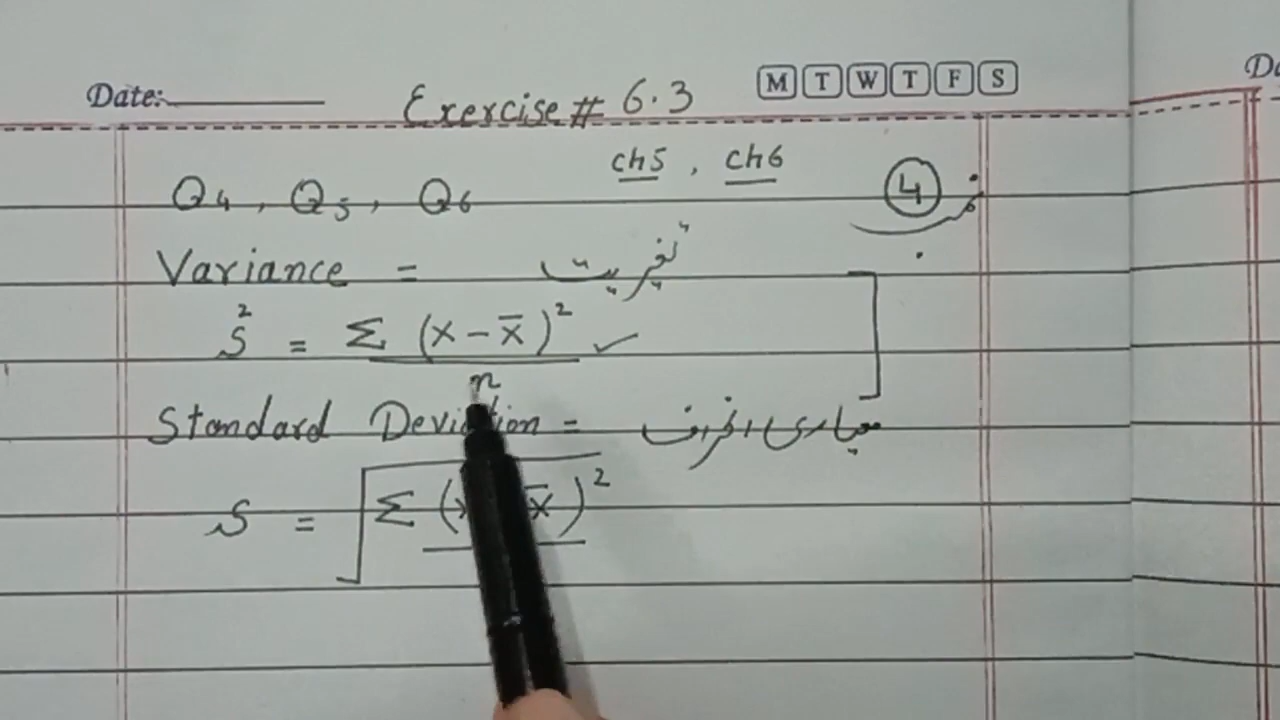 Date: Exercise # 6.3 M T W T F S
ch5 , ch6
Q4 , Q5 , Q6 4
Variance = تغیریت
S² = Σ (x - x̄)² ✓
n
Standard Deviation = معیاری انحراف
S = √Σ (x x̄)²